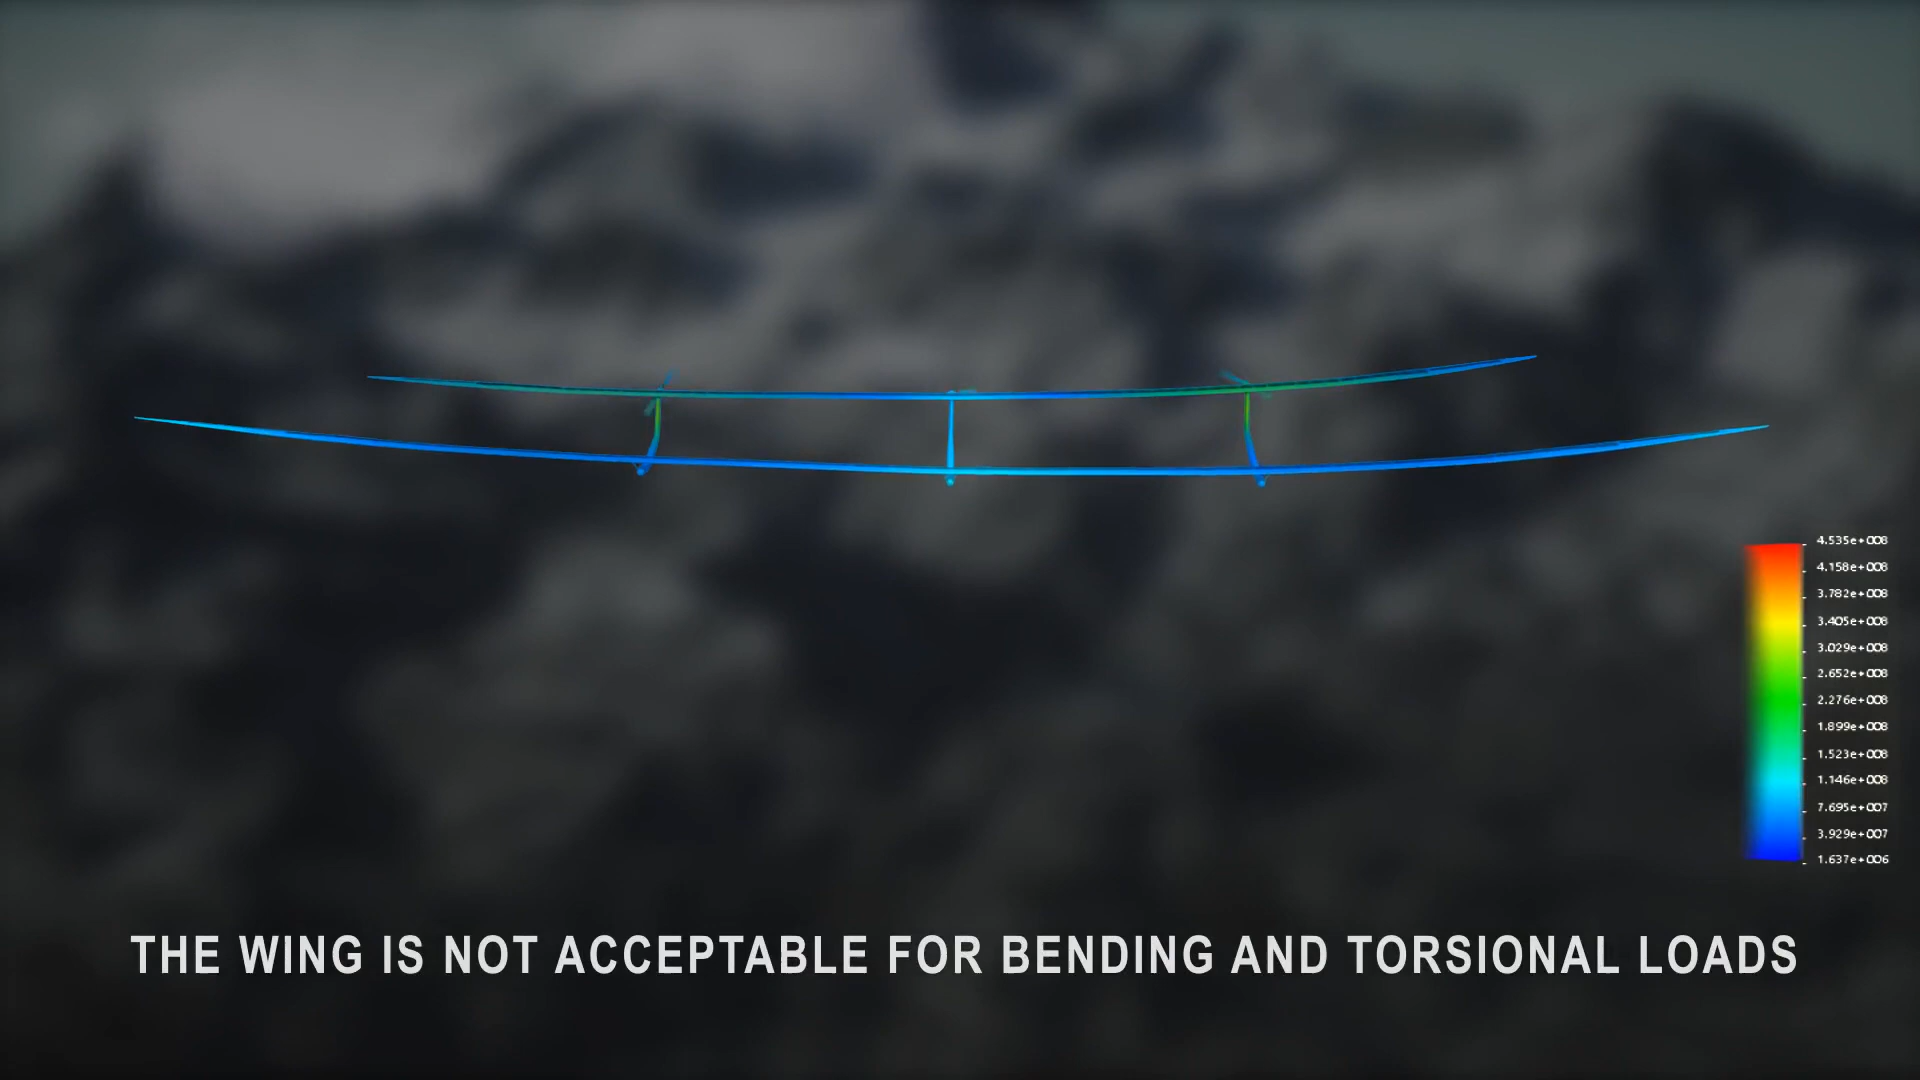 4.535e+008
4.158e+008
3.782e+008
3.405e+008
3.029e+008
2.652e+008
2.276e+008
1.899e+008
1.523e+008
1.146e+008
7.695e+007
3.929e+007
1.637e+006
THE WING IS NOT ACCEPTABLE FOR BENDING AND TORSIONAL LOADS